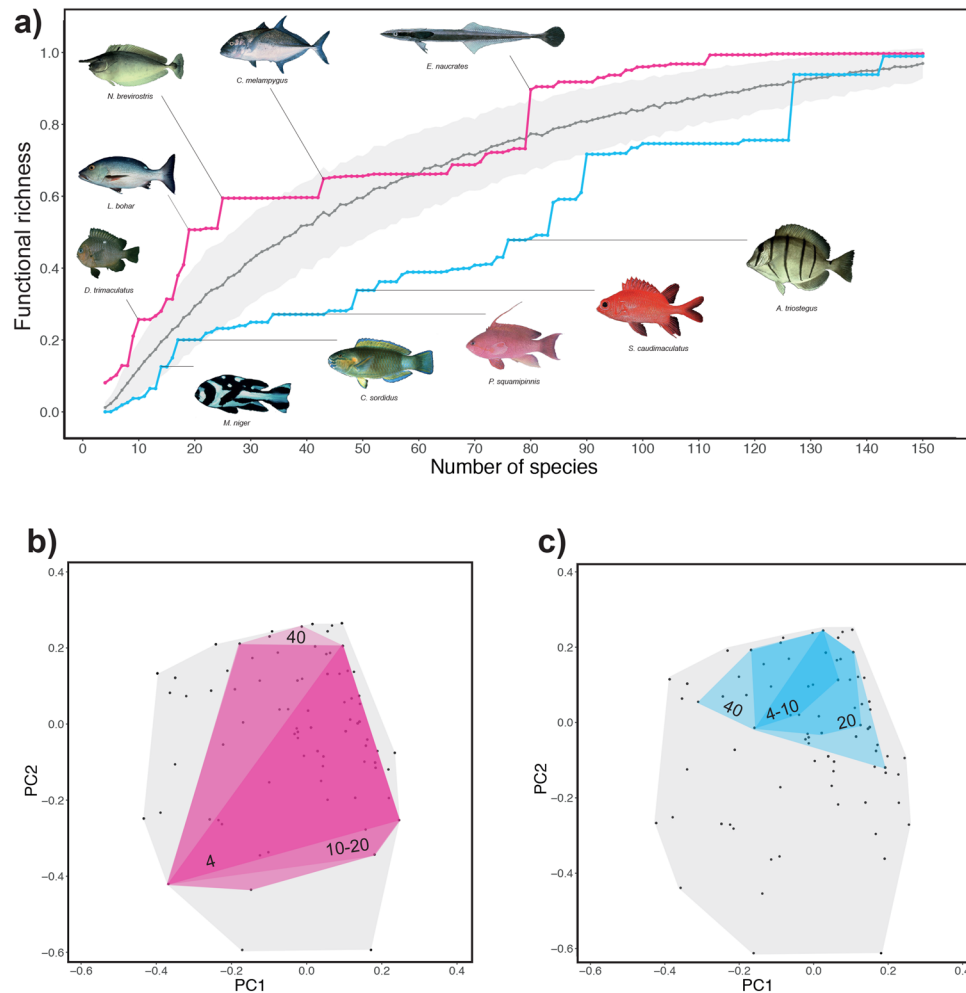 a)
Functional richness
1.0
0.8
0.6
0.4
0.2
0.0
N. brevirostris
C. melampygus
E. naucrates
L. bohar
D. trimaculatus
A. triostegus
S. caudimaculatus
P. squamipinnis
C. sordidus
M. niger
0 10 20 30 40 50 60 70 80 90 100 110 120 130 140 150
Number of species
b)
PC2
0.4
0.2
0.0
−0.2
−0.4
−0.6
40
4
10-20
−0.6 −0.4 −0.2 0.0 0.2 0.4
PC1
c)
PC2
0.4
0.2
0.0
−0.2
−0.4
−0.6
40
4-10
20
−0.6 −0.4 −0.2 0.0 0.2 0.4
PC1